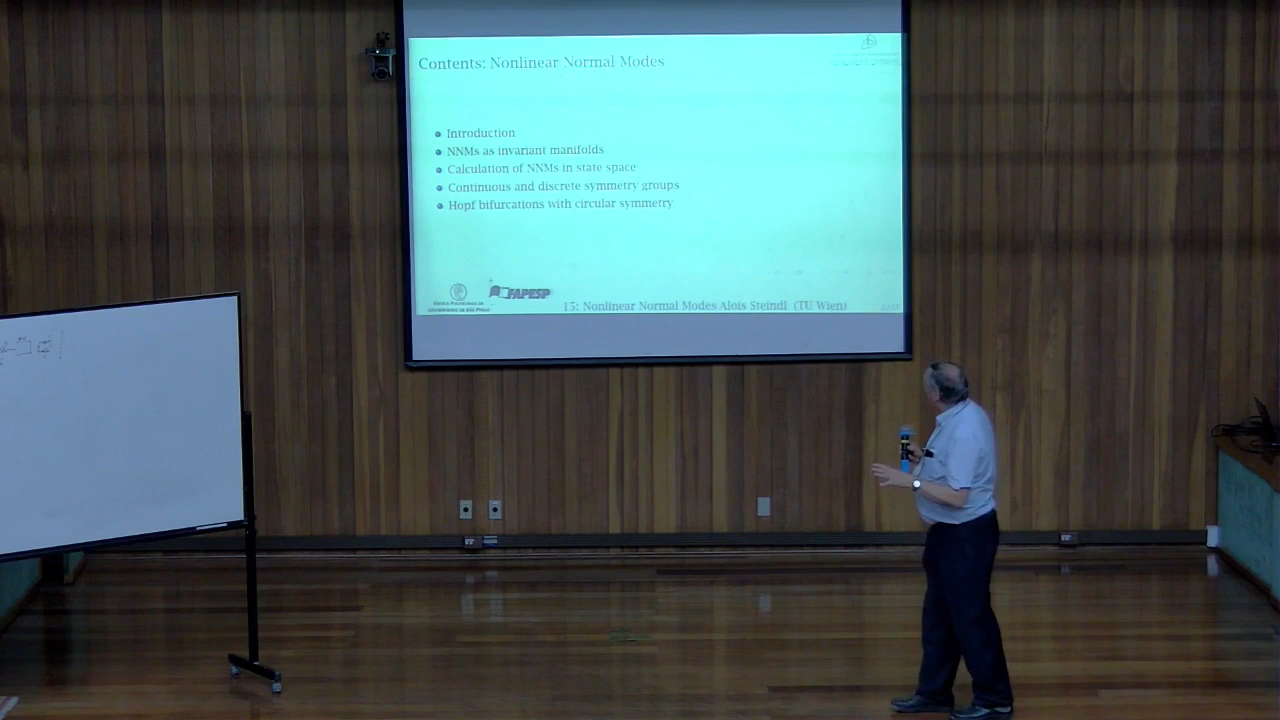 Contents: Nonlinear Normal Modes
Introduction
NNMs as invariant manifolds
Calculation of NNMs in state space
Continuous and discrete symmetry groups
Hopf bifurcations with circular symmetry
FAPESP
15: Nonlinear Normal Modes Alois Steindl (TU Wien)